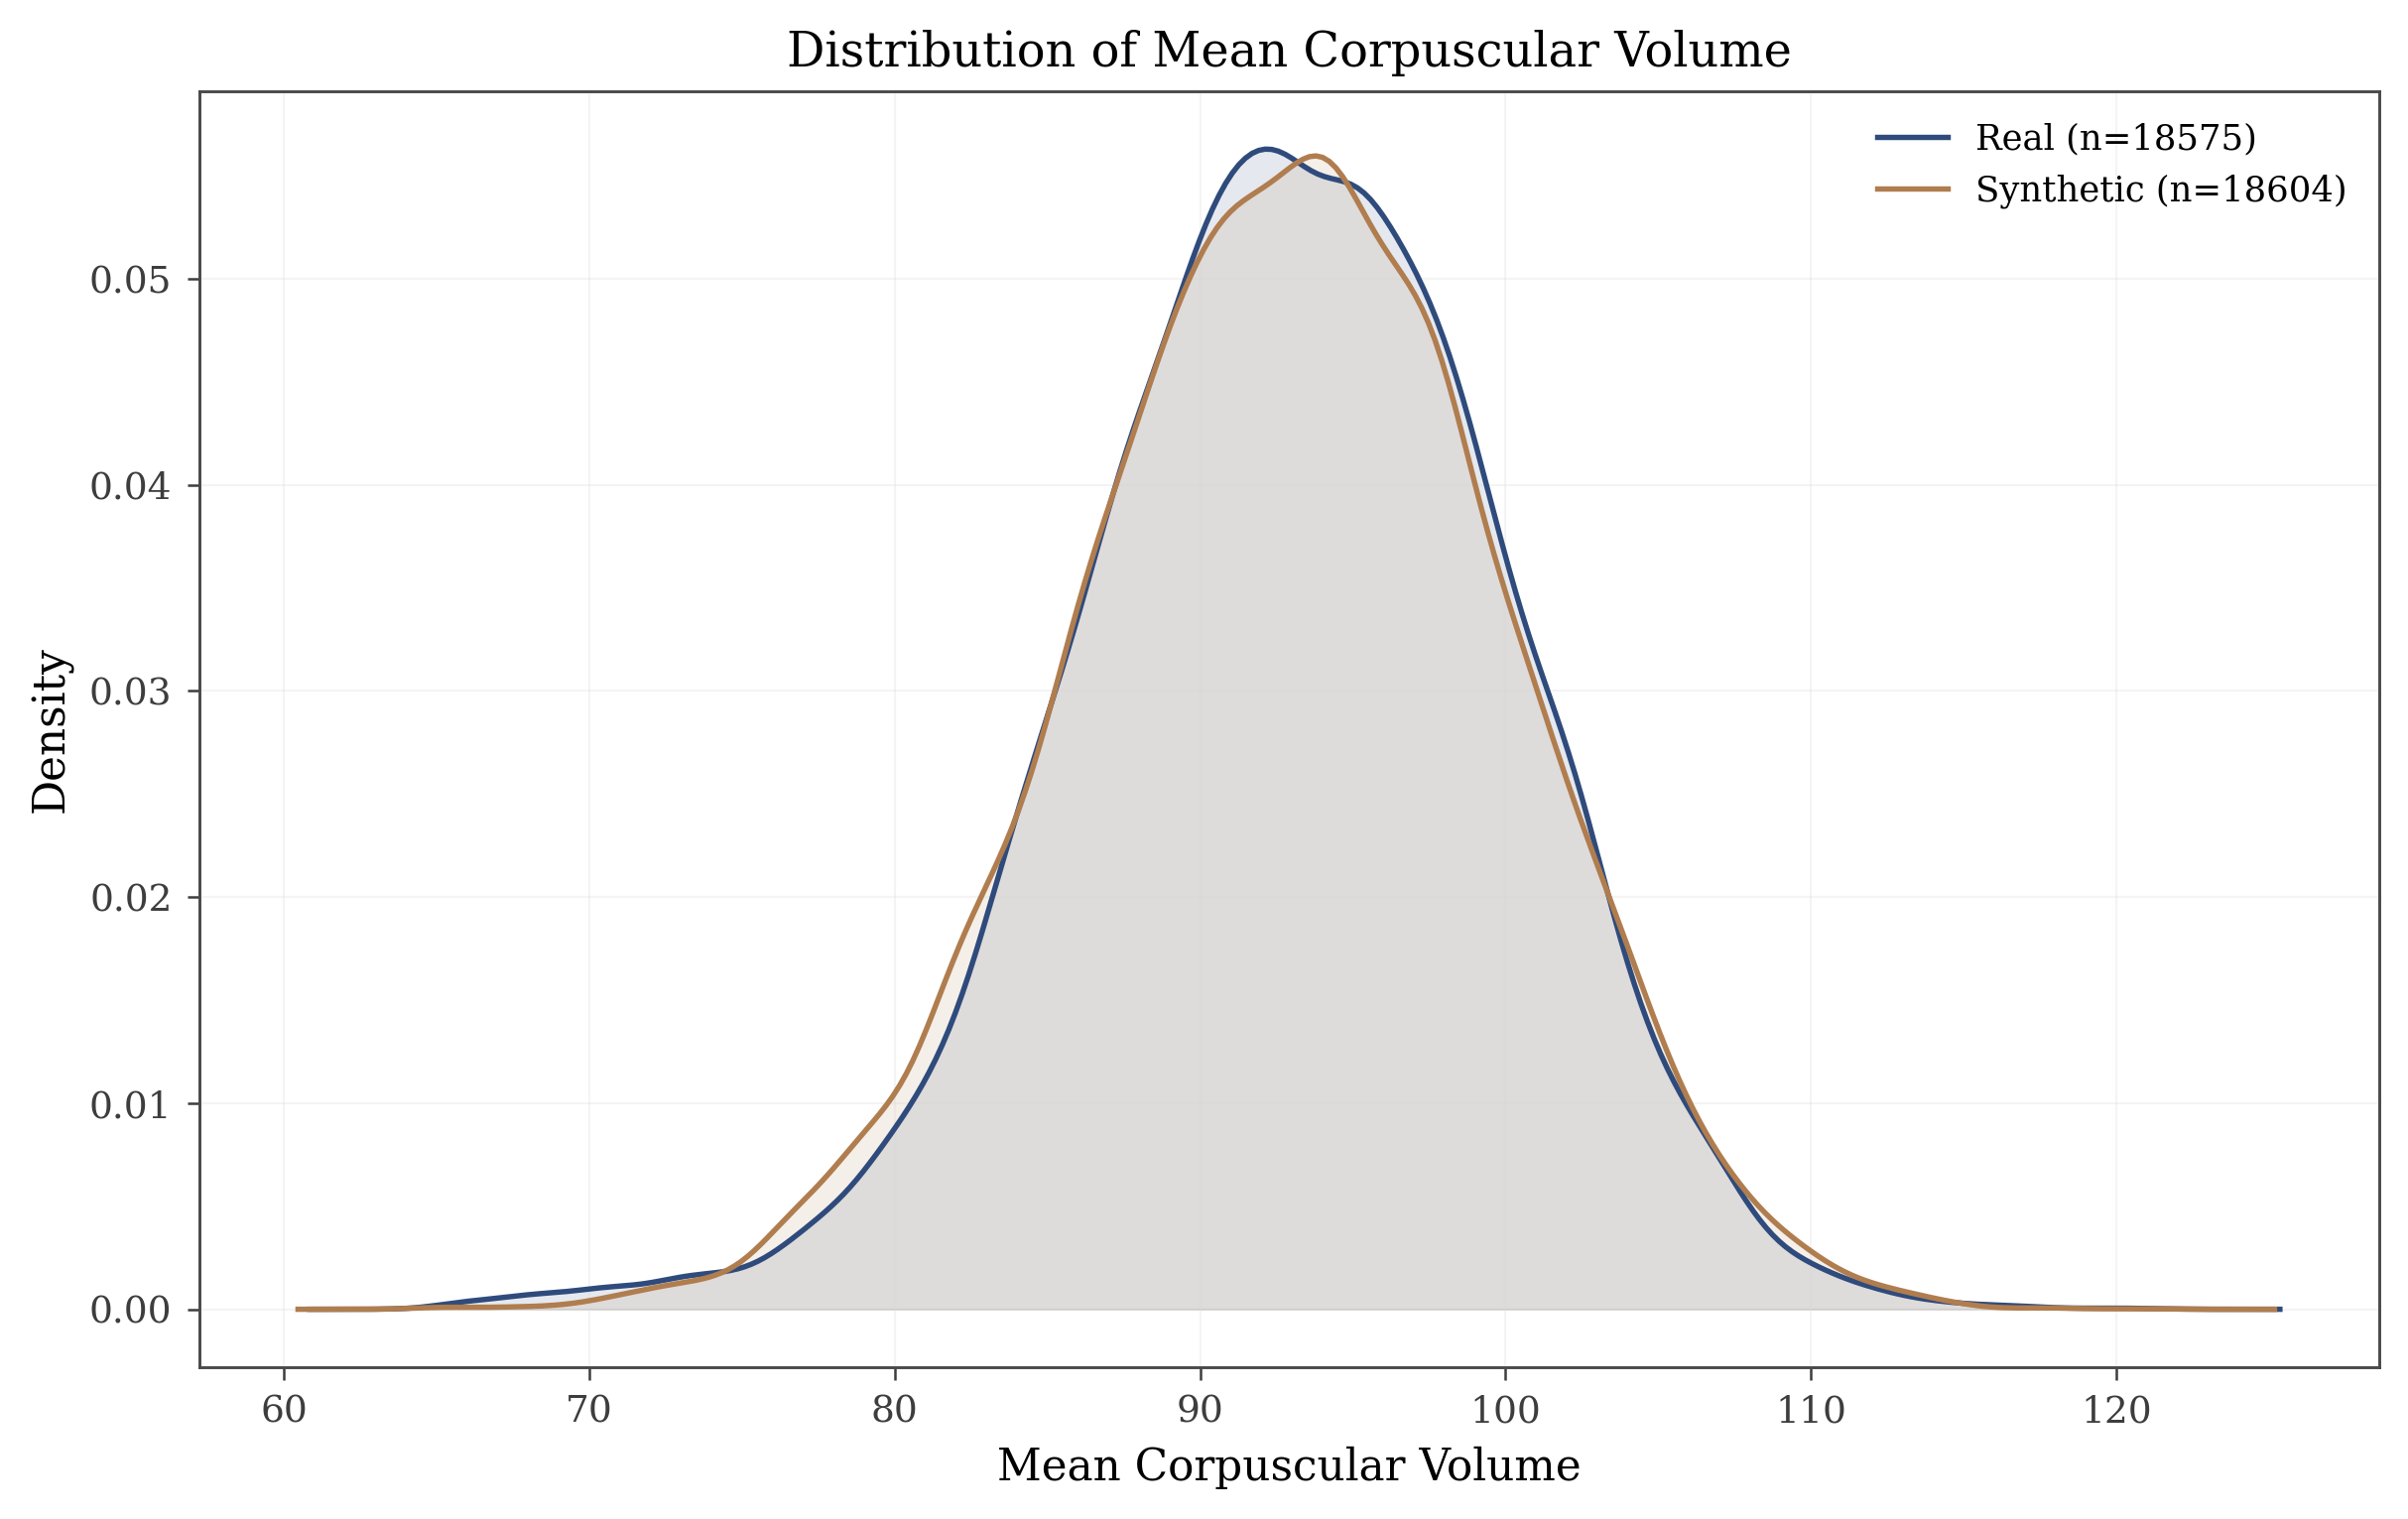 Distribution of Mean Corpuscular Volume
Real (n=18575)
Synthetic (n=18604)
0.05
0.04
0.03
0.02
0.01
0.00
Density
60 70 80 90 100 110 120
Mean Corpuscular Volume